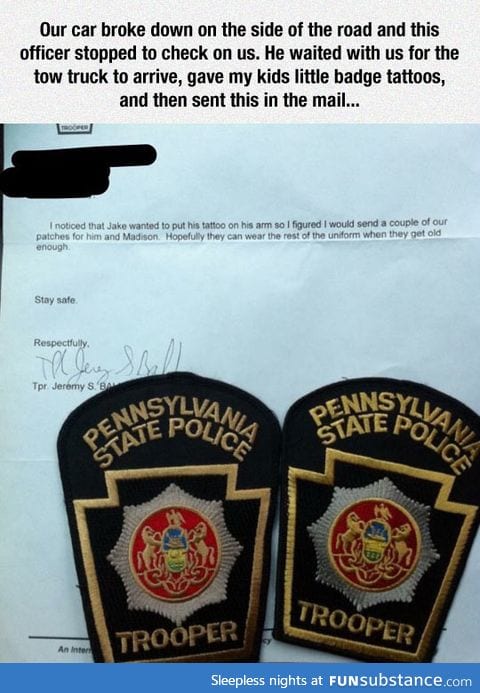 Our car broke down on the side of the road and this
officer stopped to check on us. He waited with us for the
tow truck to arrive, gave my kids little badge tattoos,
and then sent this in the mail...
TROOPER
I noticed that Jake wanted to put his tattoo on his arm so I figured I would send a couple of our
patches for him and Madison. Hopefully they can wear the rest of the uniform when they get old
enough.
Stay safe.
Respectfully,
Tpr. Jeremy S.
PENNSYLVANIA
STATE POLICE
TROOPER
PENNSYLVANIA
STATE POLICE
TROOPER
An
Sleepless nights at FUNsubstance.com